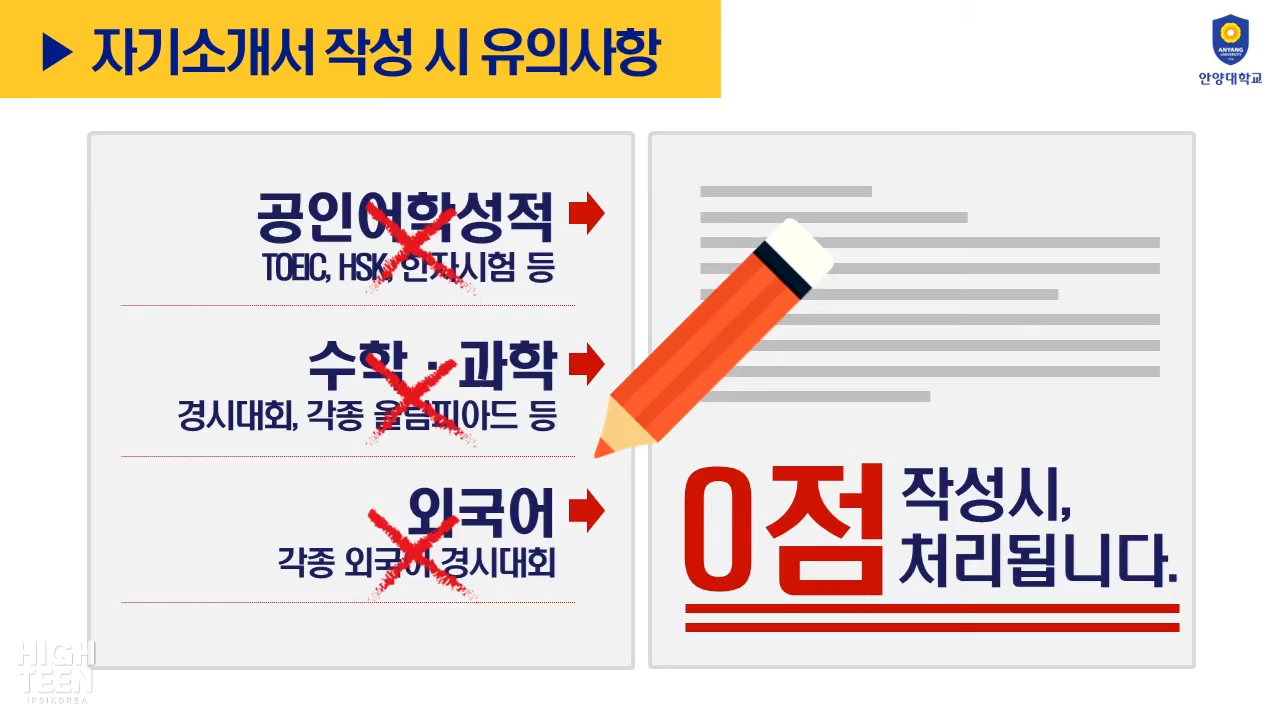 ▶ 자기소개서 작성 시 유의사항
ANYANG
UNIVERSITY
안양대학교
공인어학성적
TOEIC, HSK, 한자시험 등
수학·과학
경시대회, 각종 올림피아드 등
외국어
각종 외국어 경시대회
0점 작성시,
처리됩니다.
HIGH
TEEN
IPSIKOREA